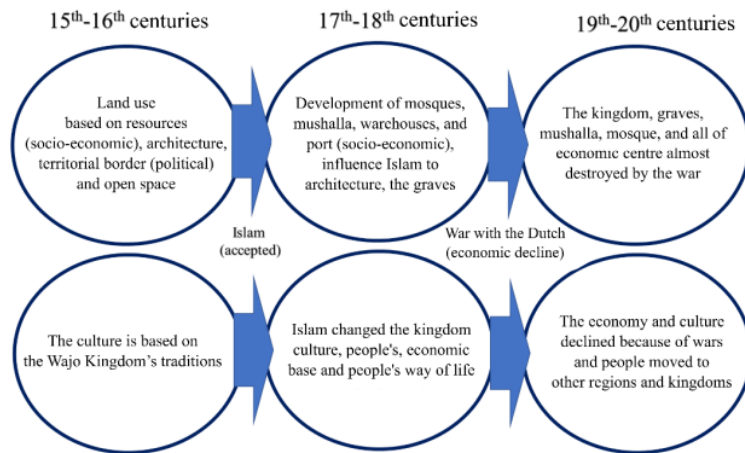 15th-16th centuries
17th-18th centuries
19th-20th centuries
Land use
based on resources
(socio-economic), architecture,
territorial border (political)
and open space
Development of mosques,
mushalla, warehouses, and
port (socio-economic),
influence Islam to
architecture, the graves
The kingdom, graves,
mushalla, mosque, and all of
economic centre almost
destroyed by the war
Islam
(accepted)
War with the Dutch
(economic decline)
The culture is based on
the Wajo Kingdom's traditions
Islam changed the kingdom
culture, people's, economic
base and people's way of life
The economy and culture
declined because of wars
and people moved to
other regions and kingdoms